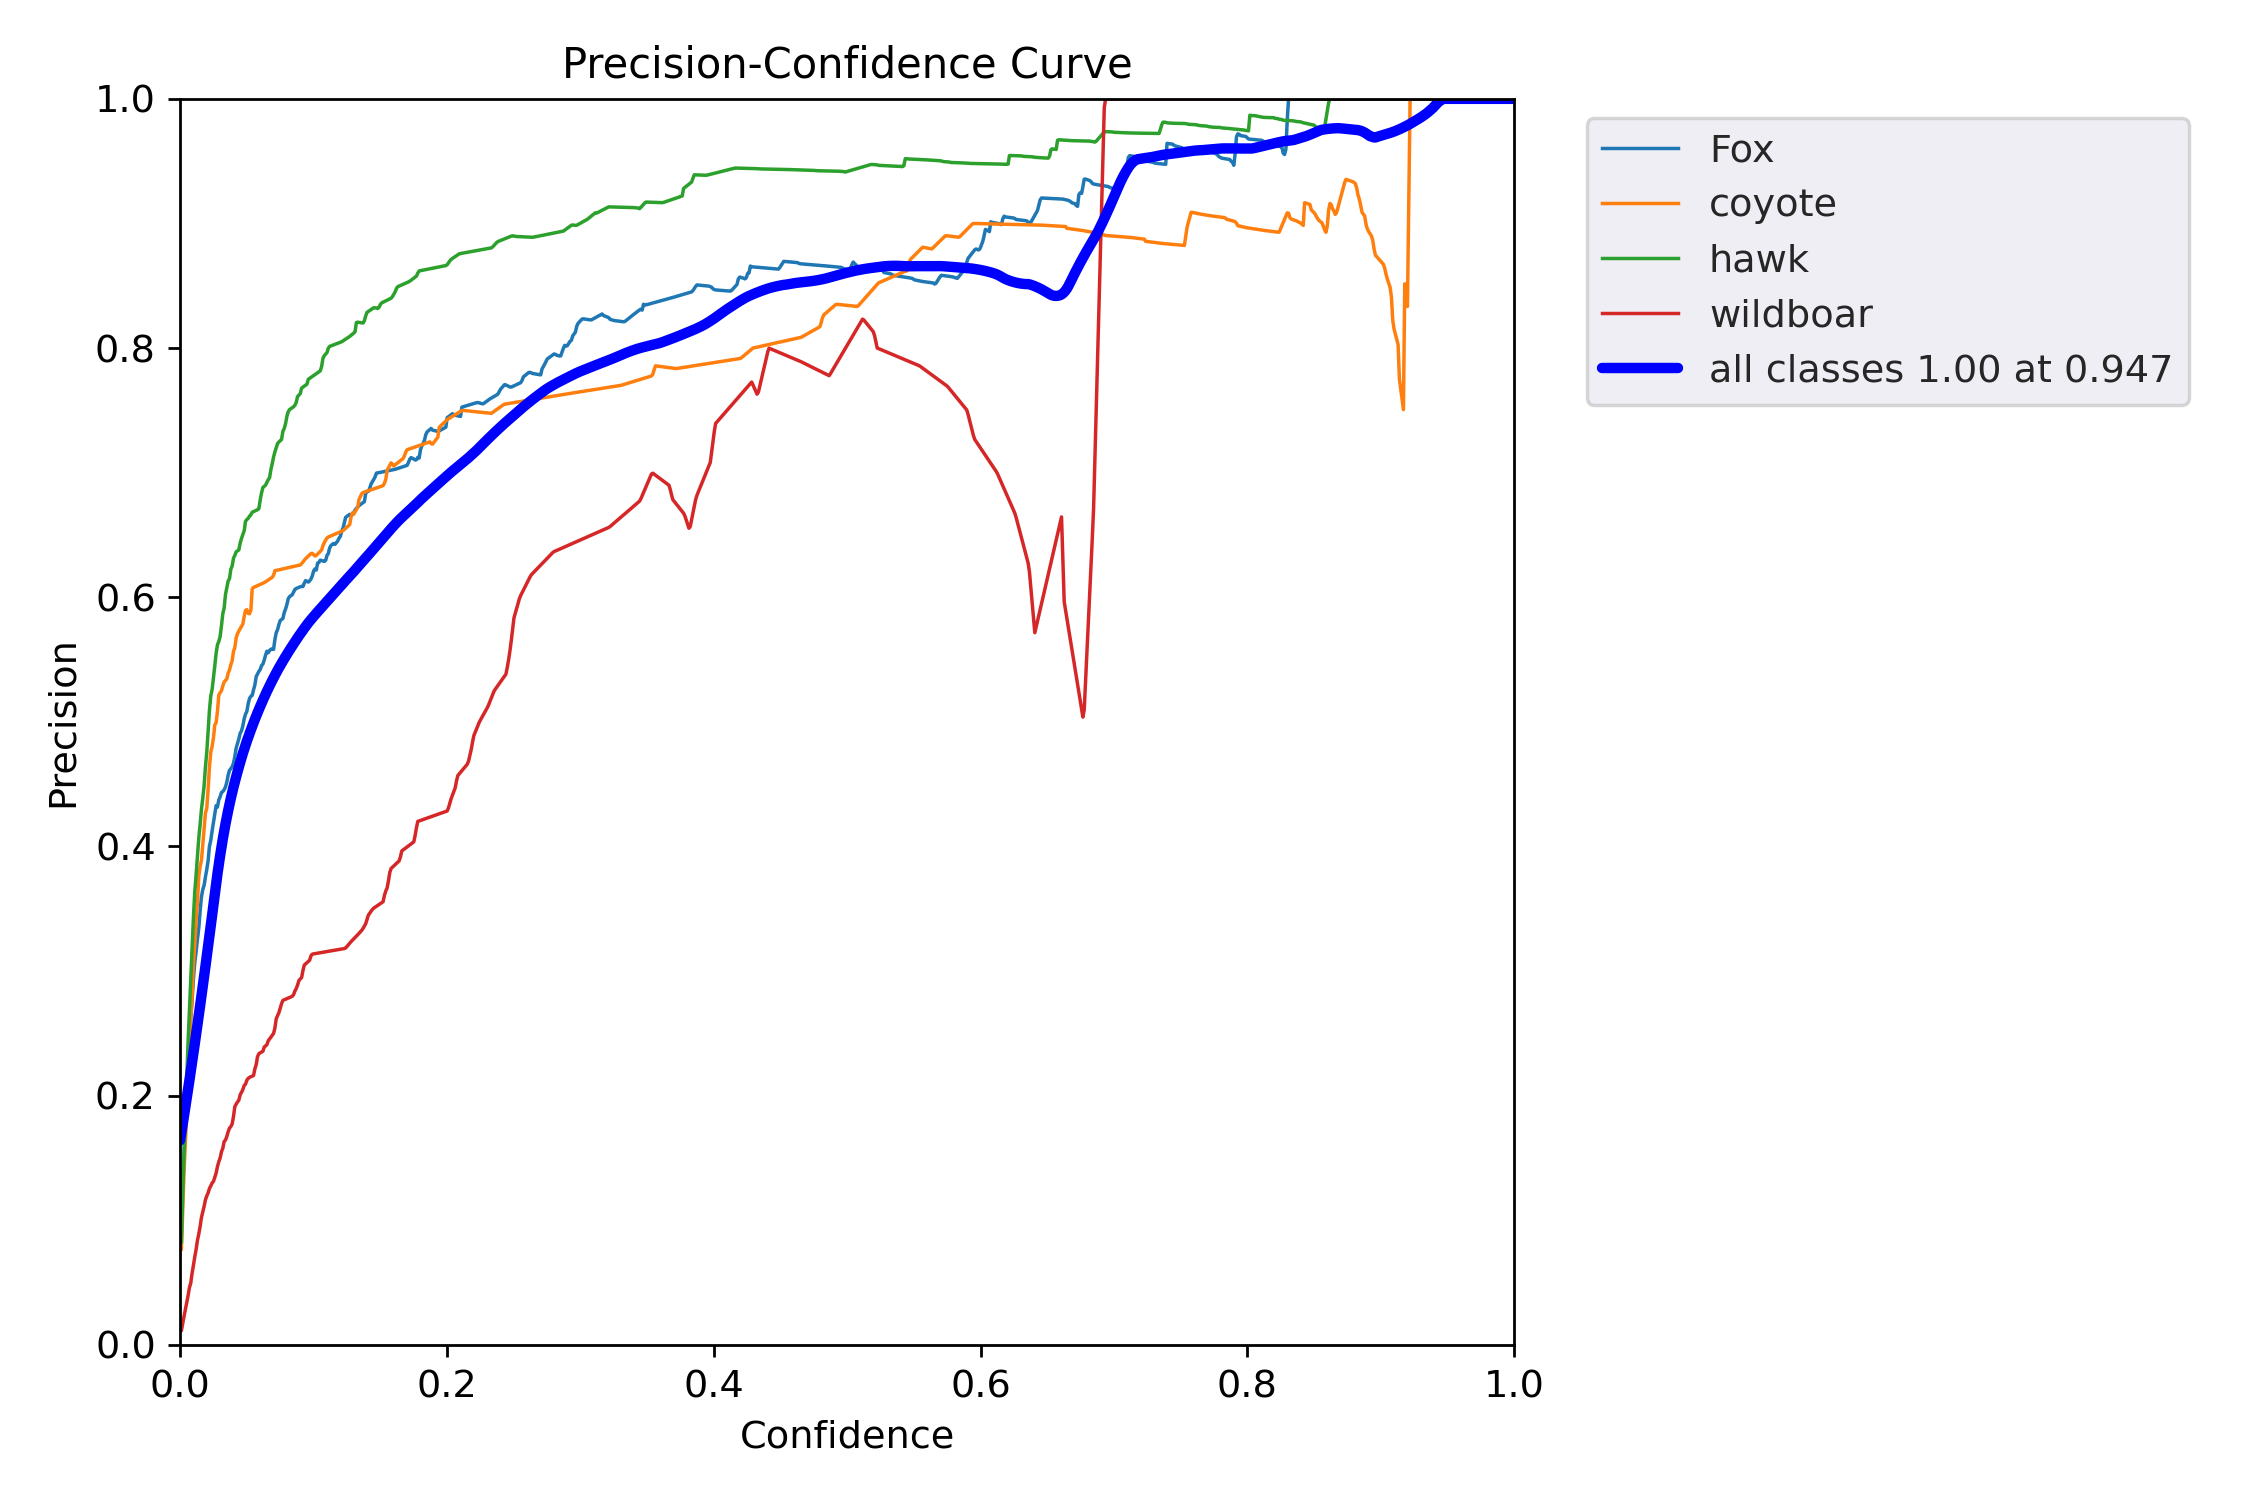 Precision-Confidence Curve
1.0
0.8
0.6
0.4
0.2
0.0
Precision
0.0 0.2 0.4 0.6 0.8 1.0
Confidence
Fox
coyote
hawk
wildboar
all classes 1.00 at 0.947